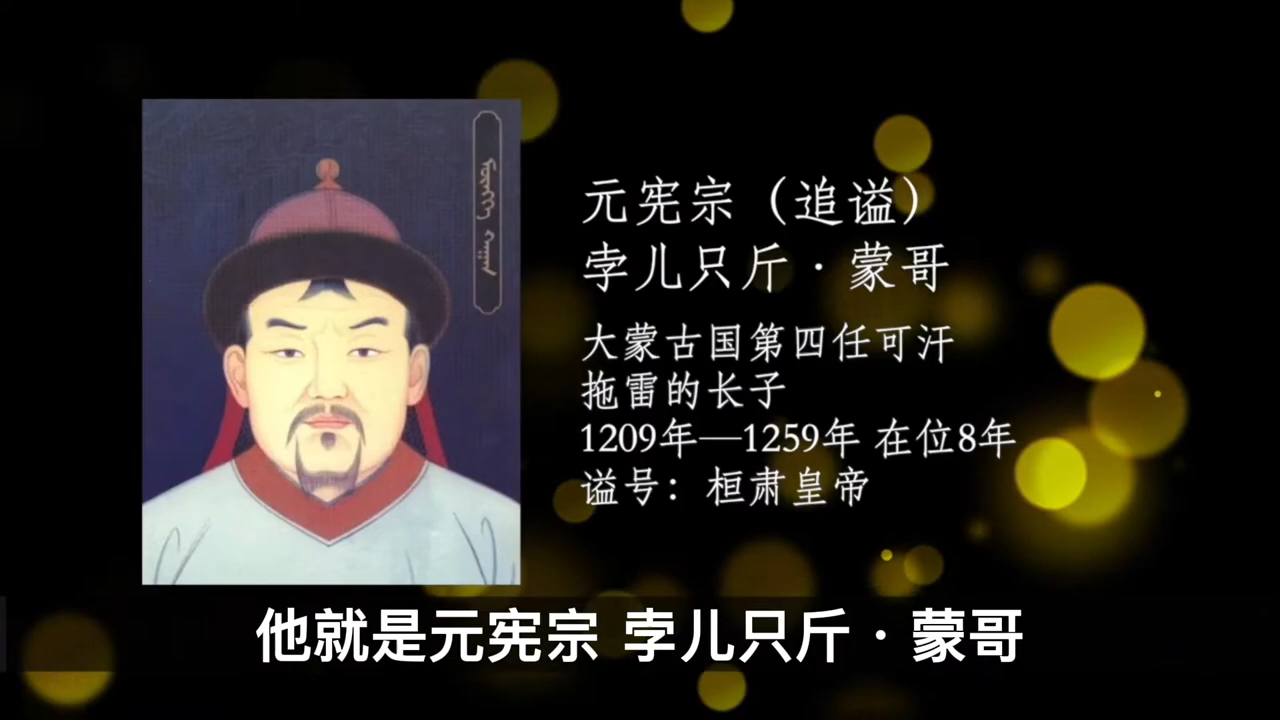 元宪宗（追谥）
孛儿只斤·蒙哥
大蒙古国第四任可汗
拖雷的长子
1209年—1259年 在位8年
谥号：桓肃皇帝
他就是元宪宗 孛儿只斤·蒙哥